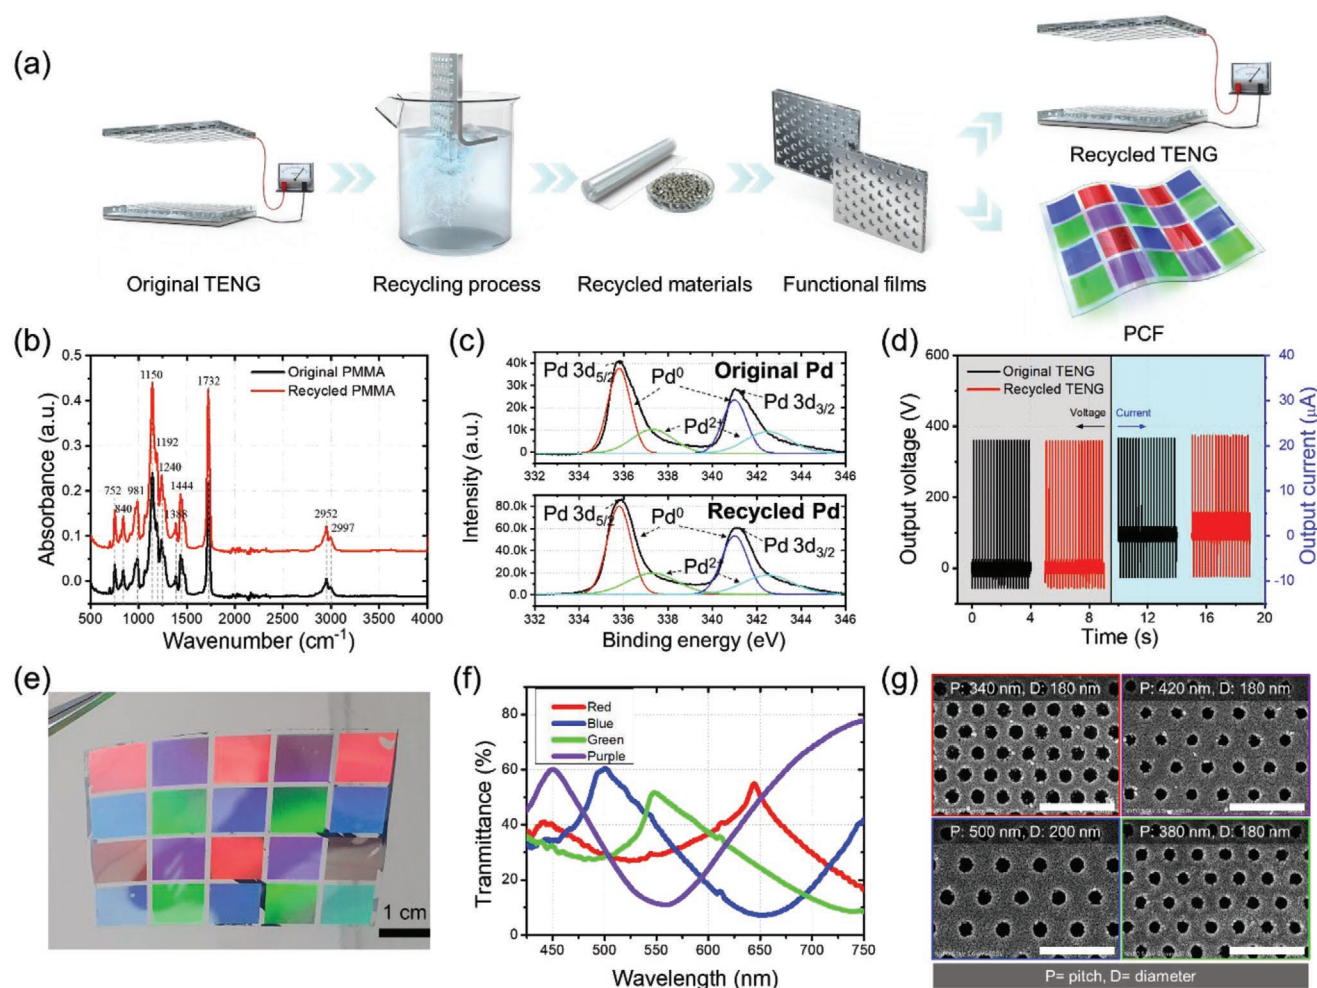 (a)
Original TENG
Recycling process
Recycled materials
Functional films
Recycled TENG
PCF
(b)
Original PMMA
Recycled PMMA
1150
1732
1192
1240
752
981
840
1444
1388
2952
2997
0.5
0.4
0.3
0.2
0.1
0.0
Absorbance (a.u.)
500 1000 1500 2000 2500 3000 3500 4000
Wavenumber (cm-1)
(c)
Original Pd
Pd 3d5/2
Pd0
Pd2+
Pd 3d3/2
40k
30k
20k
10k
0
332 334 336 338 340 342 344 346
Recycled Pd
Pd 3d5/2
Pd0
Pd2+
Pd 3d3/2
80.0k
60.0k
40.0k
20.0k
0.0
332 334 336 338 340 342 344 346
Intensity (a.u.)
Binding energy (eV)
(d)
Original TENG
Recycled TENG
Voltage
Current
600
400
200
0
Output voltage (V)
40
30
20
10
0
-10
Output current (μA)
0 4 8 12 16 20
Time (s)
(e)
1 cm
(f)
Red
Blue
Green
Purple
80
60
40
20
0
Tranmittance (%)
450 500 550 600 650 700 750
Wavelength (nm)
(g)
P: 340 nm, D: 180 nm
P: 420 nm, D: 180 nm
P: 500 nm, D: 200 nm
P: 380 nm, D: 180 nm
P= pitch, D= diameter